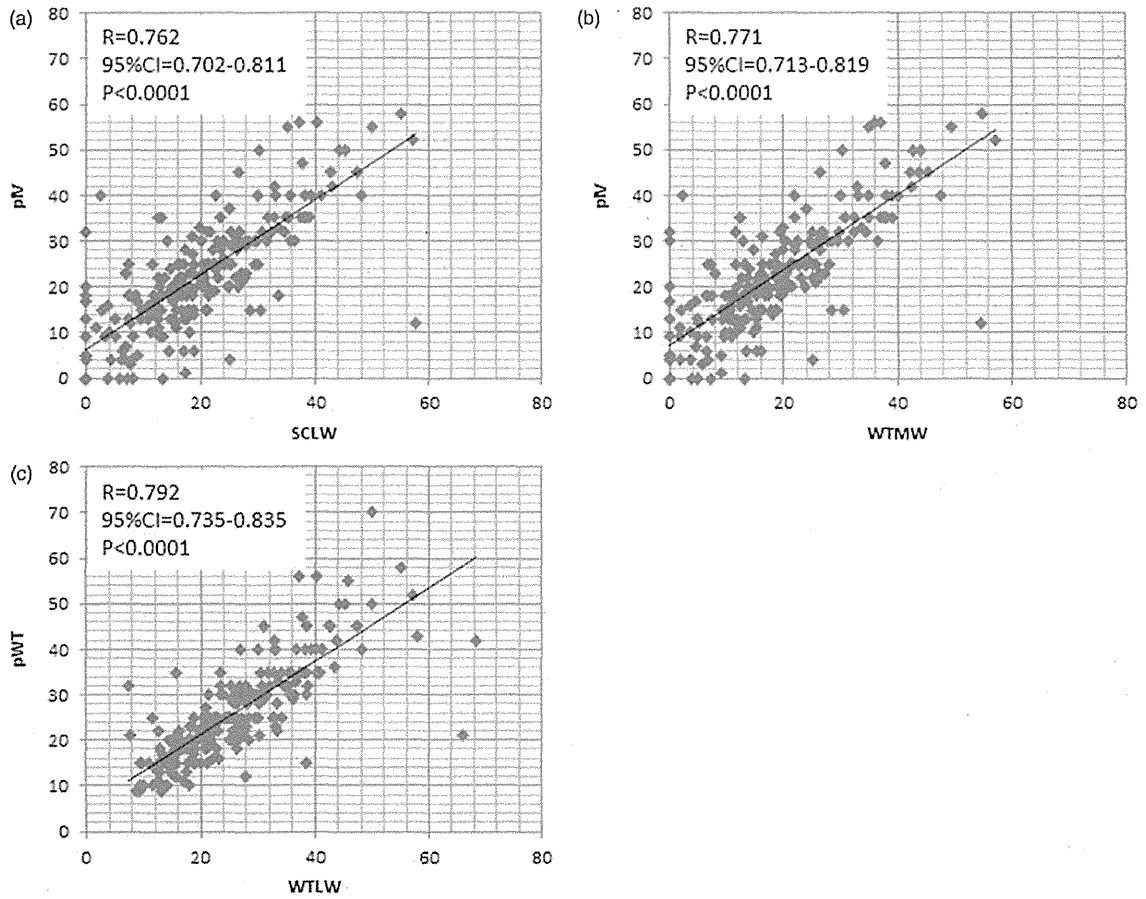 (a)
80
70
60
50
40
30
20
10
0
pIV
R=0.762
95%CI=0.702-0.811
P<0.0001
0 20 40 60 80
SCLW
(b)
80
70
60
50
40
30
20
10
0
pIV
R=0.771
95%CI=0.713-0.819
P<0.0001
0 20 40 60 80
WTMW
(c)
80
70
60
50
40
30
20
10
0
pWT
R=0.792
95%CI=0.735-0.835
P<0.0001
0 20 40 60 80
WTLW